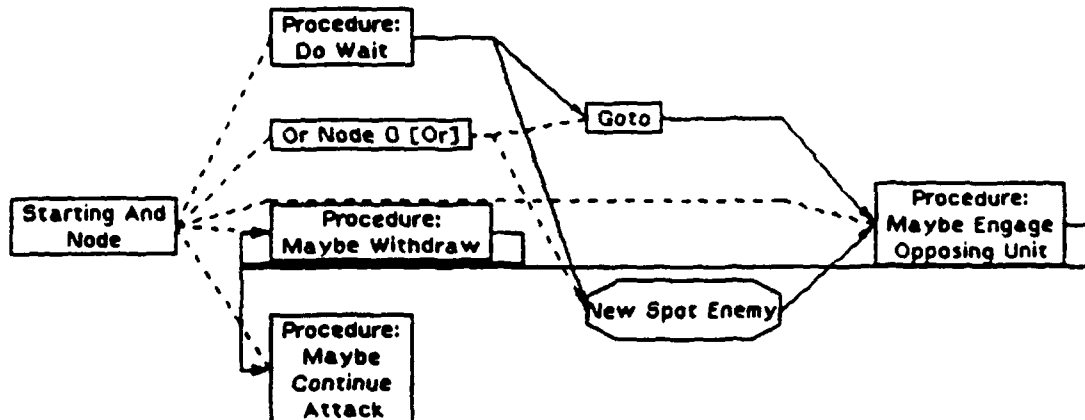 Procedure:
Do Wait
Or Node 0 [Or]
Goto
Starting And
Node
Procedure:
Maybe Withdraw
Procedure:
Maybe Engage
Opposing Unit
New Spot Enemy
Procedure:
Maybe
Continue
Attack